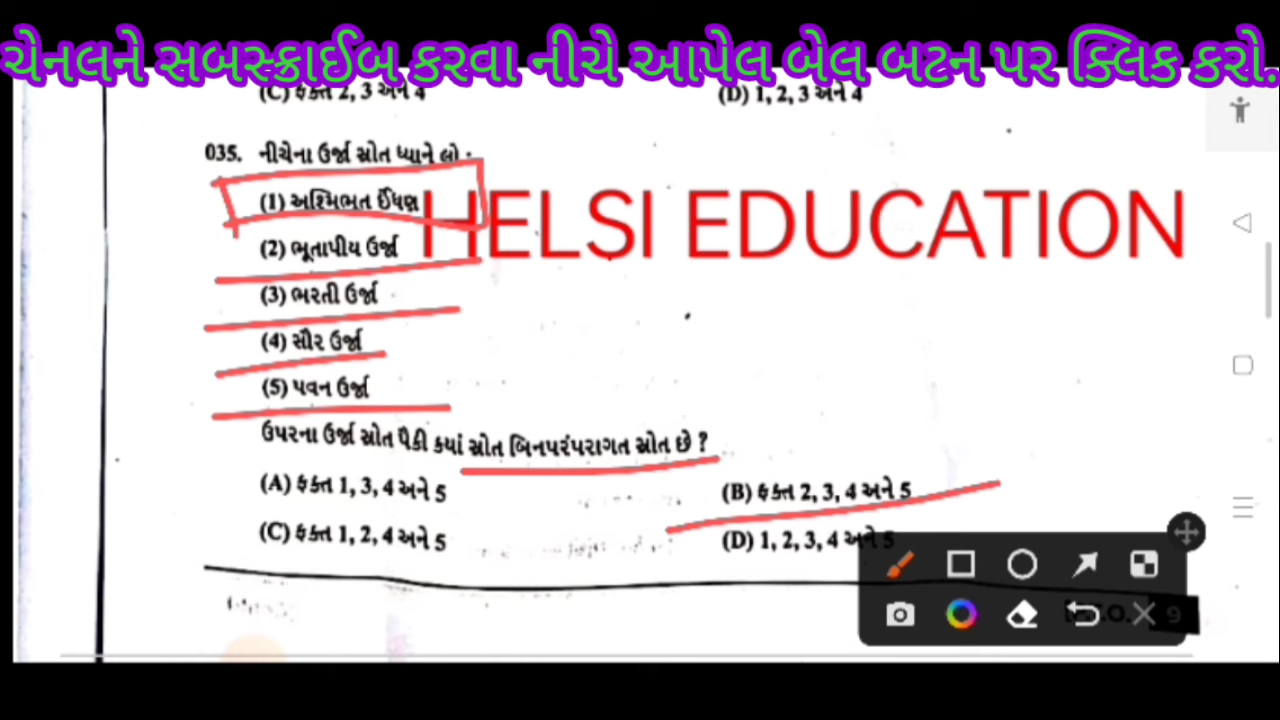 ચેનલને સબસ્ક્રાઈબ કરવા નીચે આપેલ બેલ બટન પર ક્લિક કરો.
(C) ફક્ત 2, 3 અને 4
(D) 1, 2, 3 અને 4
035. નીચેના ઉર્જા સ્રોત ધ્યાને લો :
(1) અશ્મિભત ઈંધણ
HELSI EDUCATION
(2) ભૂતાપીય ઉર્જા
(3) ભરતી ઉર્જા
(4) સૌર ઉર્જા
(5) પવન ઉર્જા
ઉપરના ઉર્જા સ્રોત પૈકી કયાં સ્રોત બિનપરંપરાગત સ્રોત છે ?
(A) ફક્ત 1, 3, 4 અને 5
(B) ફક્ત 2, 3, 4 અને 5
(C) ફક્ત 1, 2, 4 અને 5
(D) 1, 2, 3, 4 અને 5
9